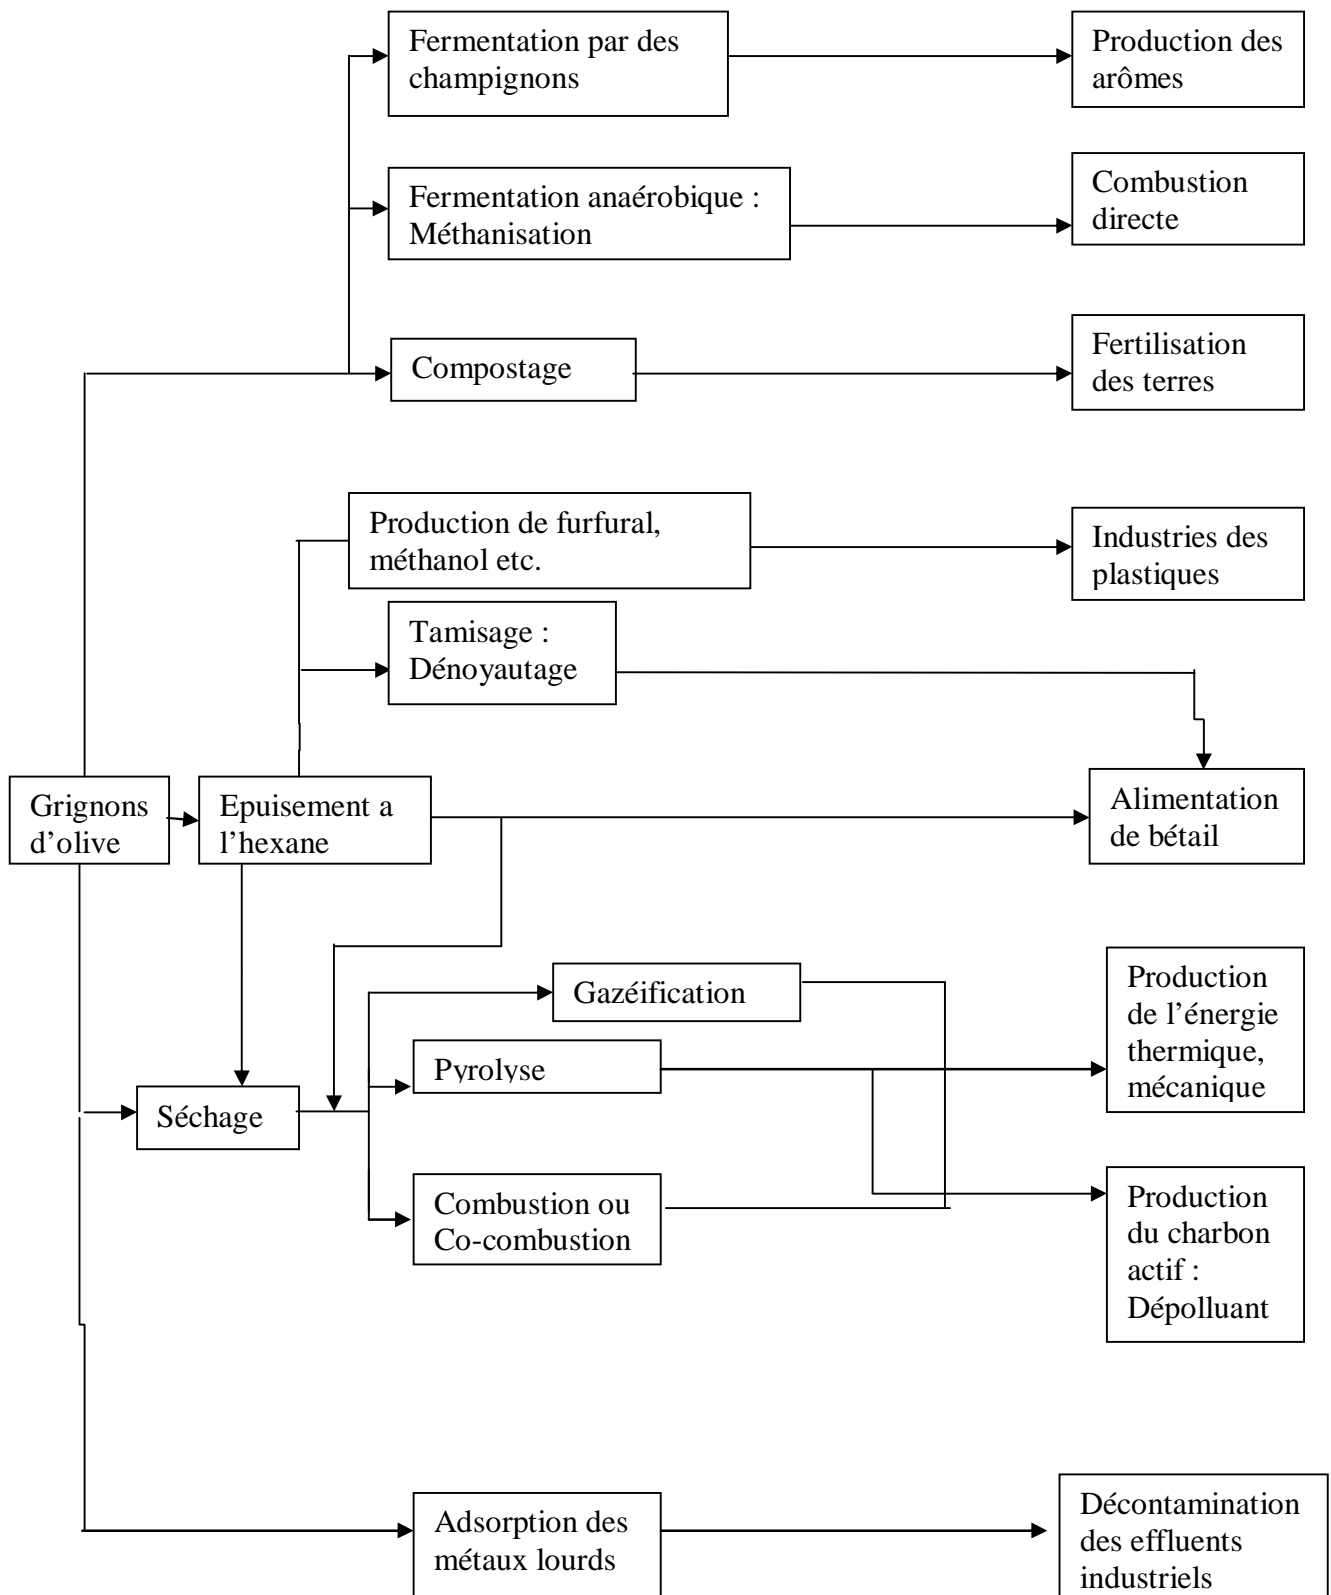 Fermentation par des
champignons
Production des
arômes
Fermentation anaérobique :
Méthanisation
Combustion
directe
Compostage
Fertilisation
des terres
Production de furfural,
méthanol etc.
Industries des
plastiques
Tamisage :
Dénoyautage
Grignons
d’olive
Epuisement a
l’hexane
Alimentation
de bétail
Gazéification
Production
de l’énergie
thermique,
mécanique
Pyrolyse
Séchage
Combustion ou
Co-combustion
Production
du charbon
actif :
Dépolluant
Adsorption des
métaux lourds
Décontamination
des effluents
industriels